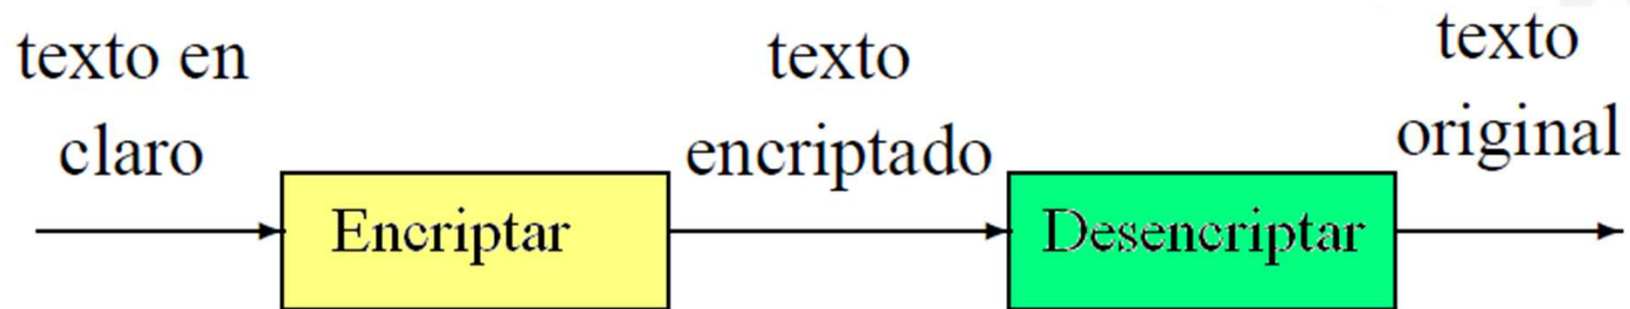 texto en
claro
Encriptar
texto
encriptado
Desencriptar
texto
original